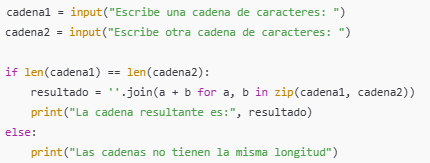 cadena1 = input("Escribe una cadena de caracteres: ")
cadena2 = input("Escribe otra cadena de caracteres: ")

if len(cadena1) == len(cadena2):
    resultado = ''.join(a + b for a, b in zip(cadena1, cadena2))
    print("La cadena resultante es:", resultado)
else:
    print("Las cadenas no tienen la misma longitud")